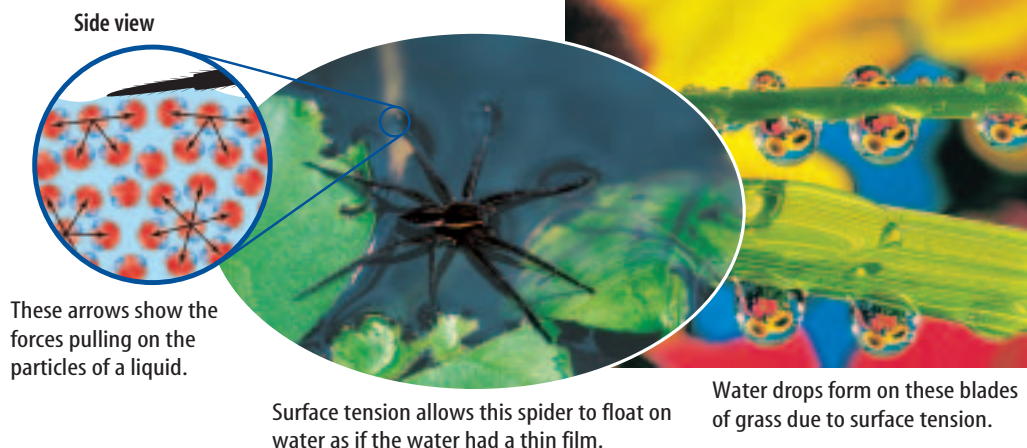 Side view
These arrows show the
forces pulling on the
particles of a liquid.
Surface tension allows this spider to float on
water as if the water had a thin film.
Water drops form on these blades
of grass due to surface tension.